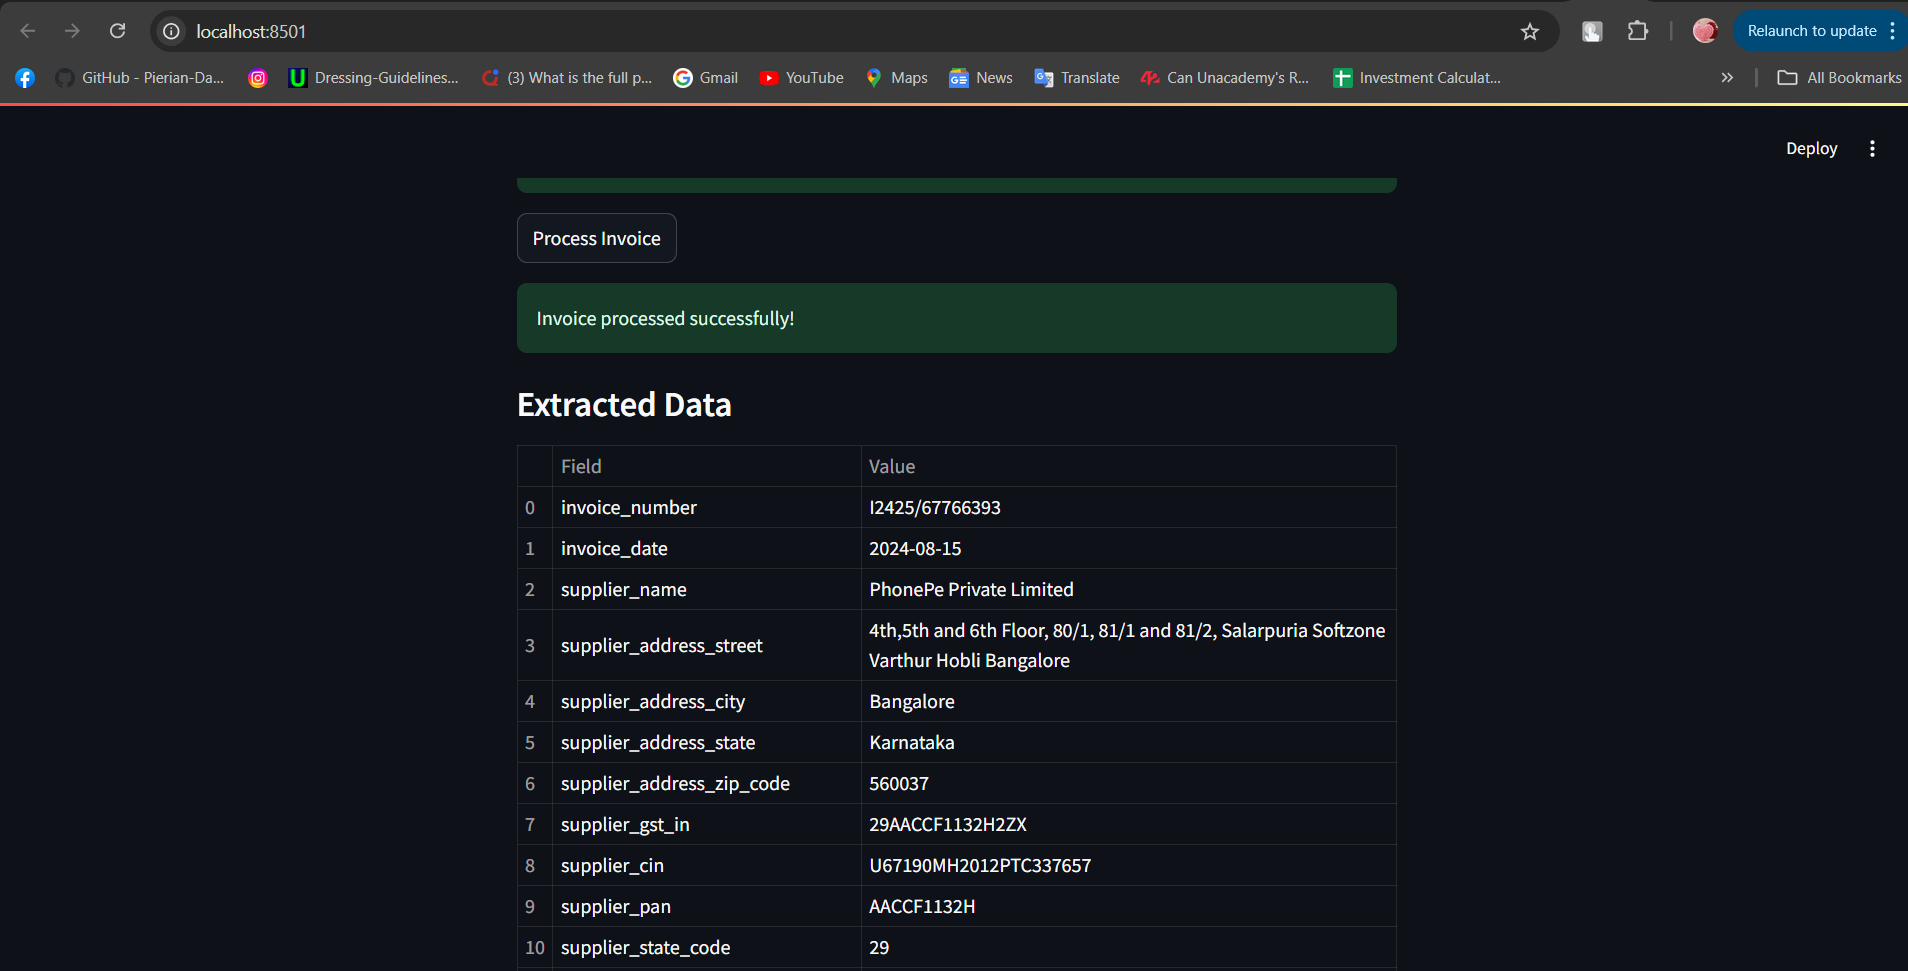 localhost:8501
Relaunch to update
GitHub - Pierian-Da...
Dressing-Guidelines...
(3) What is the full p...
Gmail
YouTube
Maps
News
Translate
Can Unacademy's R...
Investment Calculat...
All Bookmarks
Deploy
Process Invoice
Invoice processed successfully!
Extracted Data
Field Value
0 invoice_number I2425/67766393
1 invoice_date 2024-08-15
2 supplier_name PhonePe Private Limited
3 supplier_address_street 4th,5th and 6th Floor, 80/1, 81/1 and 81/2, Salarpuria Softzone
Varthur Hobli Bangalore
4 supplier_address_city Bangalore
5 supplier_address_state Karnataka
6 supplier_address_zip_code 560037
7 supplier_gst_in 29AACCF1132H2ZX
8 supplier_cin U67190MH2012PTC337657
9 supplier_pan AACCF1132H
10 supplier_state_code 29